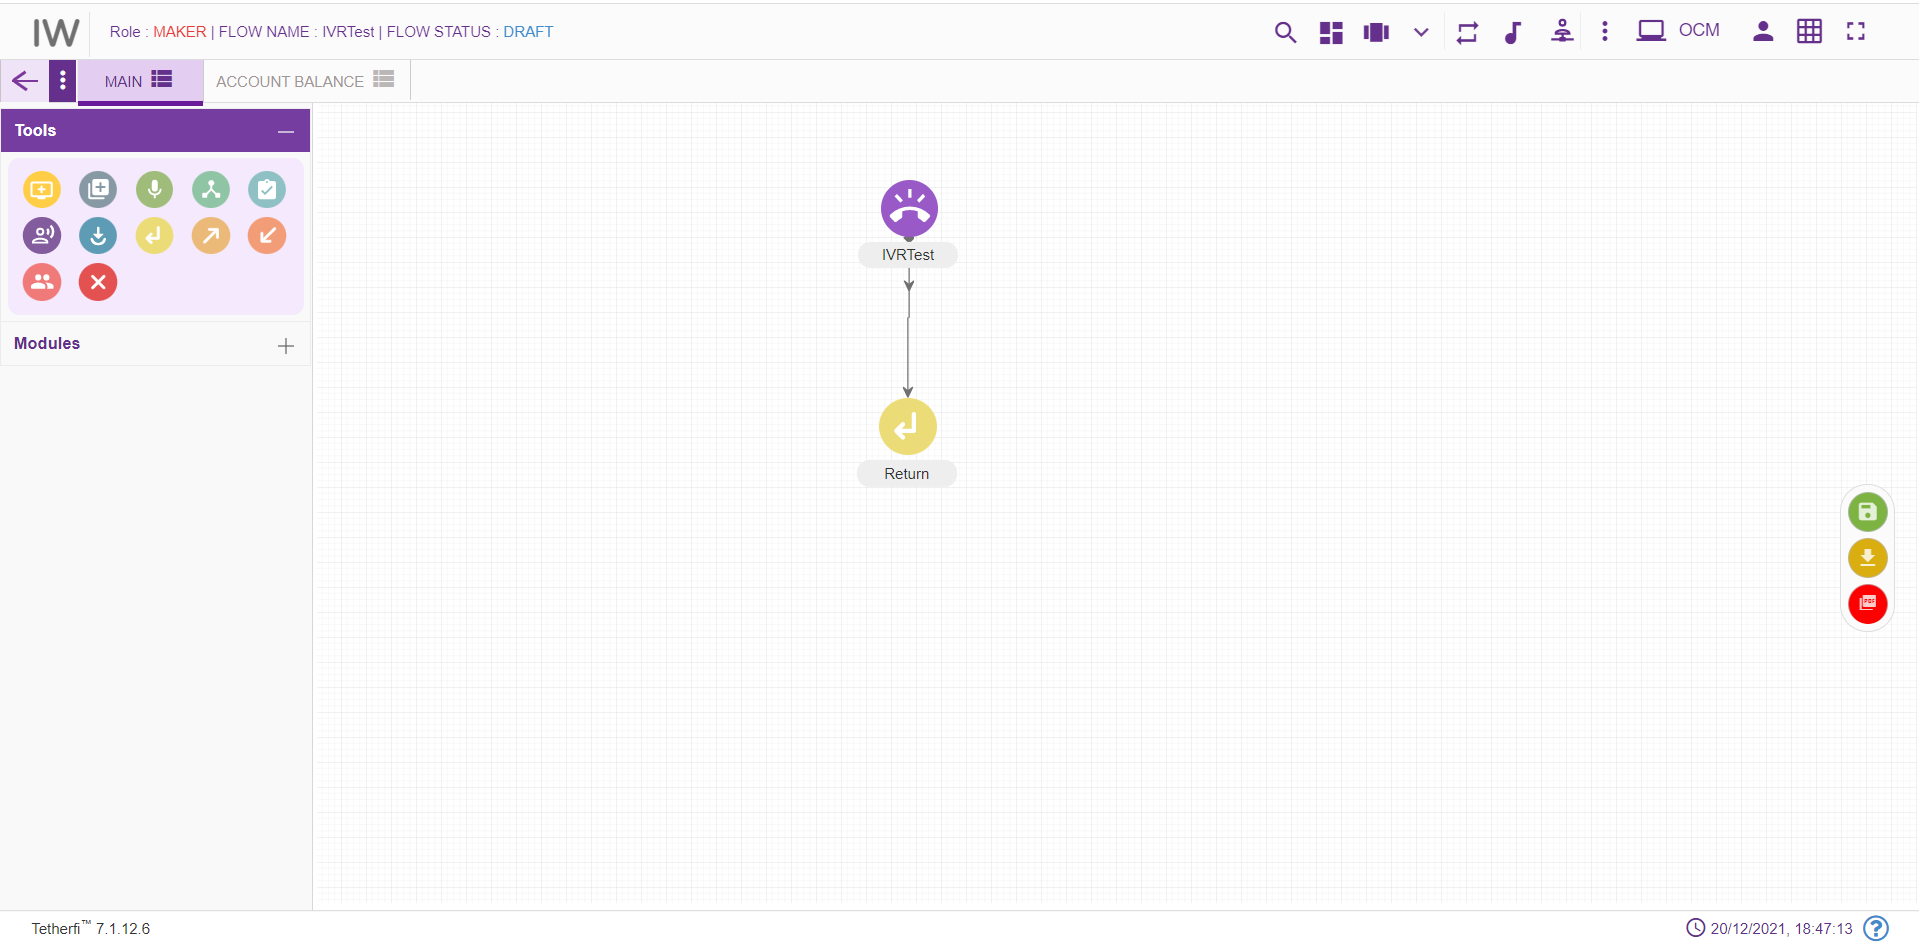 IW
Role : MAKER | FLOW NAME : IVRTest | FLOW STATUS : DRAFT
OCM
MAIN
ACCOUNT BALANCE
Tools
Modules
IVRTest
Return
PDF
Tetherfi™ 7.1.12.6
20/12/2021, 18:47:13
?